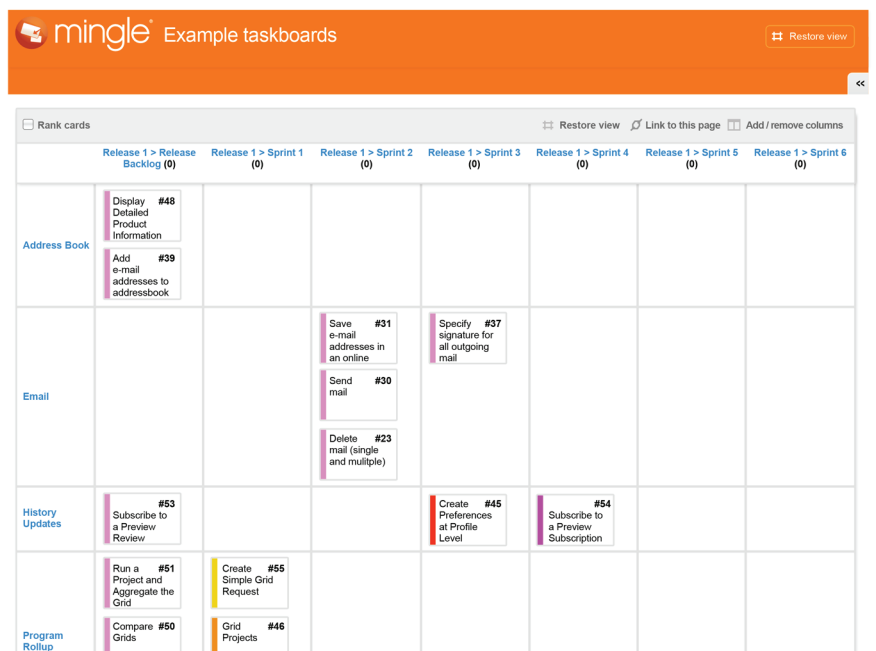 mingle Example taskboards
Restore view
«
Rank cards
Restore view
Link to this page
Add / remove columns
Release 1 > Release
Backlog (0)
Release 1 > Sprint 1
(0)
Release 1 > Sprint 2
(0)
Release 1 > Sprint 3
(0)
Release 1 > Sprint 4
(0)
Release 1 > Sprint 5
(0)
Release 1 > Sprint 6
(0)
Address Book
Display #48
Detailed
Product
Information
Add #39
e-mail
addresses to
addressbook
Email
Save #31
e-mail
addresses in
an online
Send #30
mail
Delete #23
mail (single
and mulitple)
Specify #37
signature for
all outgoing
mail
History
Updates
#53
Subscribe to
a Preview
Review
Create #45
Preferences
at Profile
Level
#54
Subscribe to
a Preview
Subscription
Program
Rollup
Run a #51
Project and
Aggregate the
Grid
Compare #50
Grids
Create #55
Simple Grid
Request
Grid #46
Projects